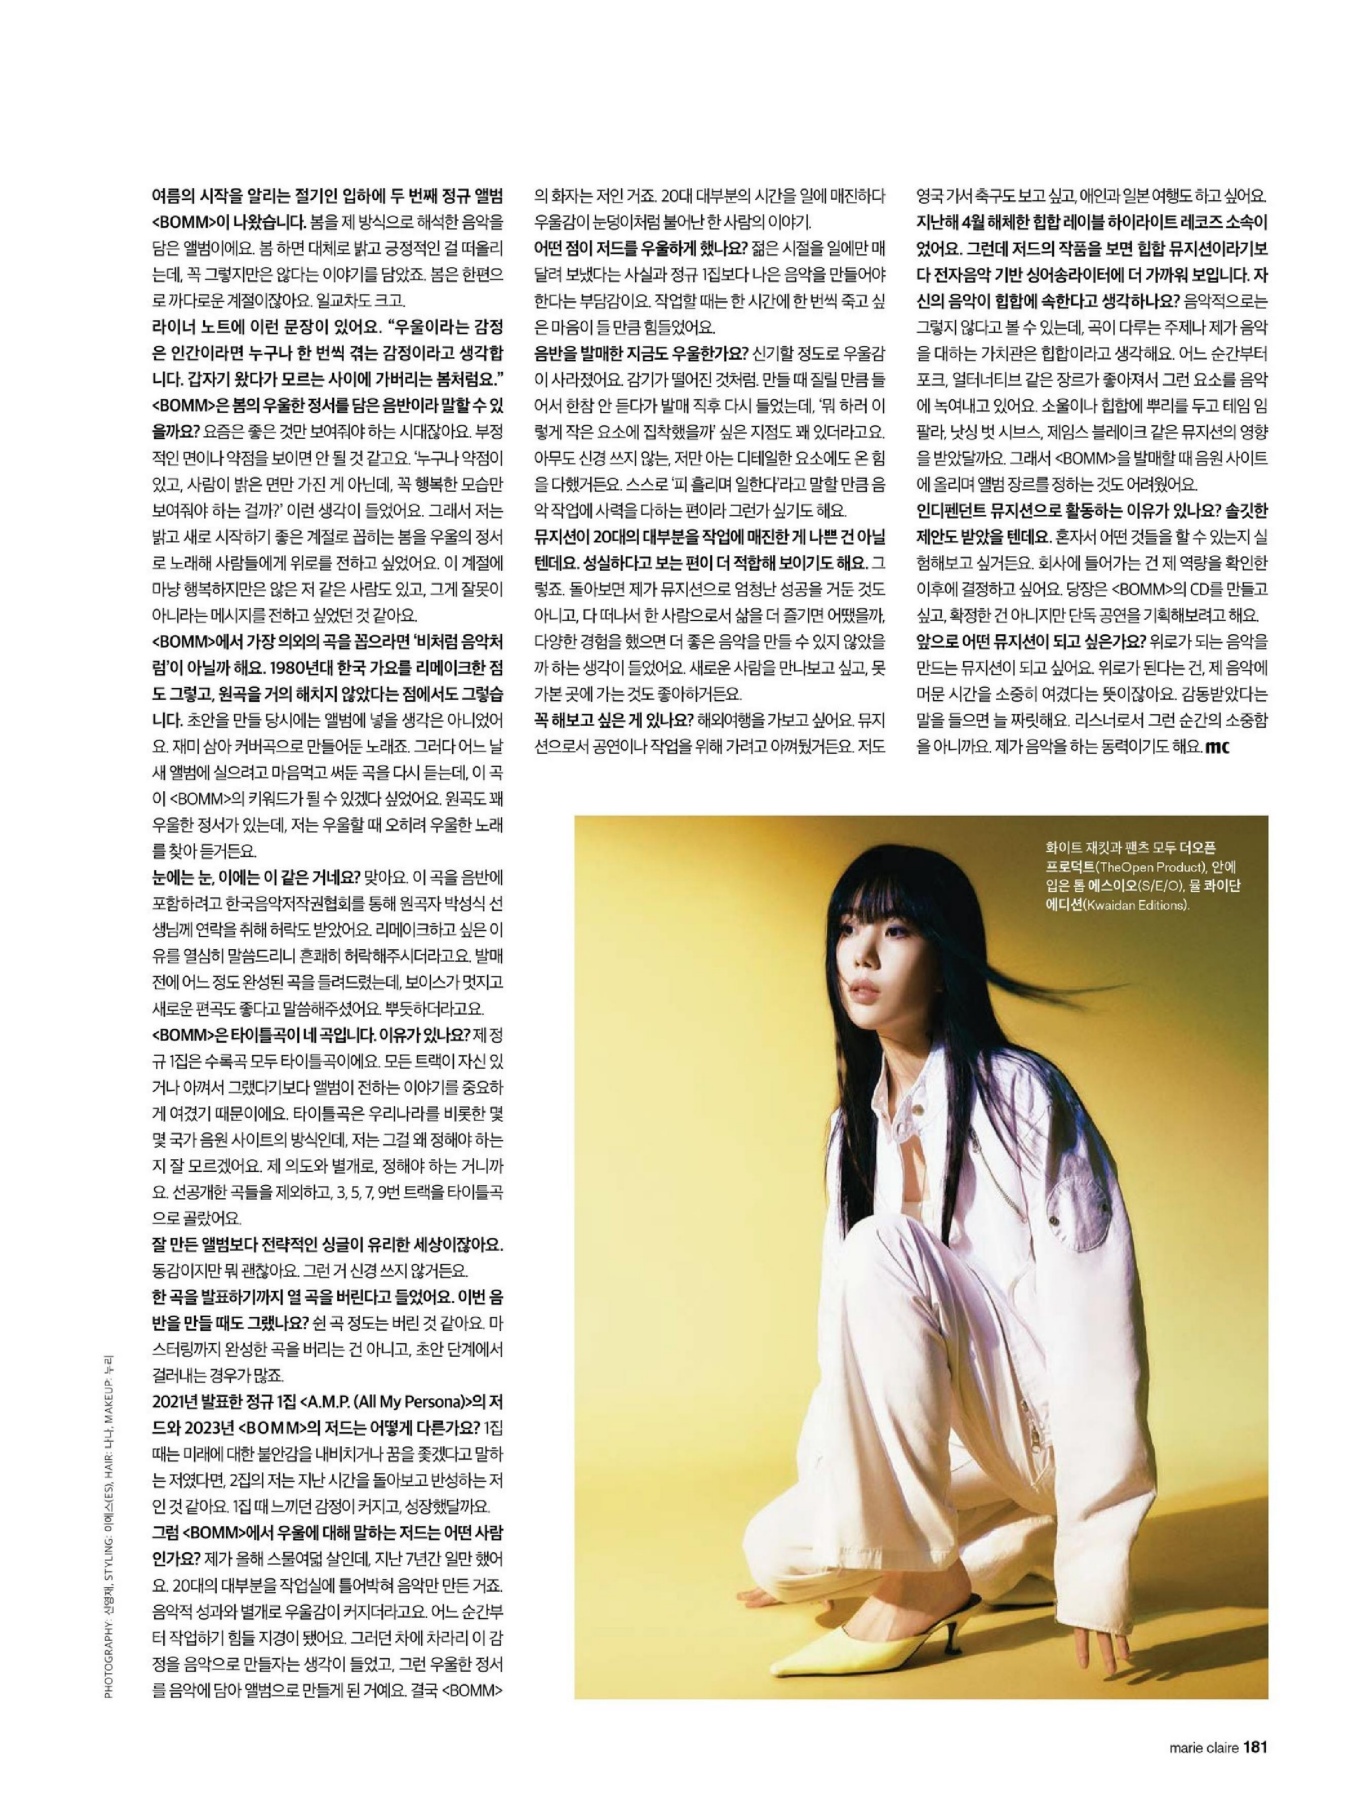 여름의 시작을 알리는 절기인 입하에 두 번째 정규 앨범
<BOMM>이 나왔습니다. 봄을 제 방식으로 해석한 음악을
담은 앨범이에요. 봄 하면 대체로 밝고 긍정적인 걸 떠올리
는데, 꼭 그렇지만은 않다는 이야기를 담았죠. 봄은 한편으
로 까다로운 계절이잖아요. 일교차도 크고.
라이너 노트에 이런 문장이 있어요. “우울이라는 감정
은 인간이라면 누구나 한 번씩 겪는 감정이라고 생각합
니다. 갑자기 왔다가 모르는 사이에 가버리는 봄처럼요.”
<BOMM>은 봄의 우울한 정서를 담은 음반이라 말할 수 있
을까요? 요즘은 좋은 것만 보여줘야 하는 시대잖아요. 부정
적인 면이나 약점을 보이면 안 될 것 같고요. ‘누구나 약점이
있고, 사람이 밝은 면만 가진 게 아닌데, 꼭 행복한 모습만
보여줘야 하는 걸까?’ 이런 생각이 들었어요. 그래서 저는
밝고 새로 시작하기 좋은 계절로 꼽히는 봄을 우울의 정서
로 노래해 사람들에게 위로를 전하고 싶었어요. 이 계절에
마냥 행복하지만은 않은 저 같은 사람도 있고, 그게 잘못이
아니라는 메시지를 전하고 싶었던 것 같아요.
<BOMM>에서 가장 의외의 곡을 꼽으라면 ‘비처럼 음악처
럼’이 아닐까 해요. 1980년대 한국 가요를 리메이크한 점
도 그렇고, 원곡을 거의 해치지 않았다는 점에서도 그렇습
니다. 초안을 만들 당시에는 앨범에 넣을 생각은 아니었어
요. 재미 삼아 커버곡으로 만들어둔 노래죠. 그러다 어느 날
새 앨범에 실으려고 마음먹고 써둔 곡을 다시 듣는데, 이 곡
이 <BOMM>의 키워드가 될 수 있겠다 싶었어요. 원곡도 꽤
우울한 정서가 있는데, 저는 우울할 때 오히려 우울한 노래
를 찾아 듣거든요.
눈에는 눈, 이에는 이 같은 거네요? 맞아요. 이 곡을 음반에
포함하려고 한국음악저작권협회를 통해 원곡자 박성식 선
생님께 연락을 취해 허락도 받았어요. 리메이크하고 싶은 이
유를 열심히 말씀드리니 흔쾌히 허락해주시더라고요. 발매
전에 어느 정도 완성된 곡을 들려드렸는데, 보이스가 멋지고
새로운 편곡도 좋다고 말씀해주셨어요. 뿌듯하더라고요.
<BOMM>은 타이틀곡이 네 곡입니다. 이유가 있나요? 제 정
규 1집은 수록곡 모두 타이틀곡이에요. 모든 트랙이 자신 있
거나 아껴서 그랬다기보다 앨범이 전하는 이야기를 중요하
게 여겼기 때문이에요. 타이틀곡은 우리나라를 비롯한 몇
몇 국가 음원 사이트의 방식인데, 저는 그걸 왜 정해야 하는
지 잘 모르겠어요. 제 의도와 별개로, 정해야 하는 거니까
요. 선공개한 곡들을 제외하고, 3, 5, 7, 9번 트랙을 타이틀곡
으로 골랐어요.
잘 만든 앨범보다 전략적인 싱글이 유리한 세상이잖아요.
동감이지만 뭐 괜찮아요. 그런 거 신경 쓰지 않거든요.
한 곡을 발표하기까지 열 곡을 버린다고 들었어요. 이번 음
반을 만들 때도 그랬나요? 쉰 곡 정도는 버린 것 같아요. 마
스터링까지 완성한 곡을 버리는 건 아니고, 초안 단계에서
걸러내는 경우가 많죠.
2021년 발표한 정규 1집 <A.M.P. (All My Persona)>의 저
드와 2023년 <BOMM>의 저드는 어떻게 다른가요? 1집
때는 미래에 대한 불안감을 내비치거나 꿈을 좇겠다고 말하
는 저였다면, 2집의 저는 지난 시간을 돌아보고 반성하는 저
인 것 같아요. 1집 때 느끼던 감정이 커지고, 성장했달까요.
그럼 <BOMM>에서 우울에 대해 말하는 저드는 어떤 사람
인가요? 제가 올해 스물여덟 살인데, 지난 7년간 일만 했어
요. 20대의 대부분을 작업실에 틀어박혀 음악만 만든 거죠.
음악적 성과와 별개로 우울감이 커지더라고요. 어느 순간부
터 작업하기 힘들 지경이 됐어요. 그러던 차에 차라리 이 감
정을 음악으로 만들자는 생각이 들었고, 그런 우울한 정서
를 음악에 담아 앨범으로 만들게 된 거예요. 결국 <BOMM>
의 화자는 저인 거죠. 20대 대부분의 시간을 일에 매진하다
우울감이 눈덩이처럼 불어난 한 사람의 이야기.
어떤 점이 저드를 우울하게 했나요? 젊은 시절을 일에만 매
달려 보냈다는 사실과 정규 1집보다 나은 음악을 만들어야
한다는 부담감이요. 작업할 때는 한 시간에 한 번씩 죽고 싶
은 마음이 들 만큼 힘들었어요.
음반을 발매한 지금도 우울한가요? 신기할 정도로 우울감
이 사라졌어요. 감기가 떨어진 것처럼. 만들 때 질릴 만큼 들
어서 한참 안 듣다가 발매 직후 다시 들었는데, ‘뭐 하러 이
렇게 작은 요소에 집착했을까’ 싶은 지점도 꽤 있더라고요.
아무도 신경 쓰지 않는, 저만 아는 디테일한 요소에도 온 힘
을 다했거든요. 스스로 ‘피 흘리며 일한다’라고 말할 만큼 음
악 작업에 사력을 다하는 편이라 그런가 싶기도 해요.
뮤지션이 20대의 대부분을 작업에 매진한 게 나쁜 건 아닐
텐데요. 성실하다고 보는 편이 더 적합해 보이기도 해요. 그
렇죠. 돌아보면 제가 뮤지션으로 엄청난 성공을 거둔 것도
아니고, 다 떠나서 한 사람으로서 삶을 더 즐기면 어땠을까,
다양한 경험을 했으면 더 좋은 음악을 만들 수 있지 않았을
까 하는 생각이 들었어요. 새로운 사람을 만나보고 싶고, 못
가본 곳에 가는 것도 좋아하거든요.
꼭 해보고 싶은 게 있나요? 해외여행을 가보고 싶어요. 뮤지
션으로서 공연이나 작업을 위해 가려고 아껴뒀거든요. 저도
영국 가서 축구도 보고 싶고, 애인과 일본 여행도 하고 싶어요.
지난해 4월 해체한 힙합 레이블 하이라이트 레코즈 소속이
었어요. 그런데 저드의 작품을 보면 힙합 뮤지션이라기보
다 전자음악 기반 싱어송라이터에 더 가까워 보입니다. 자
신의 음악이 힙합에 속한다고 생각하나요? 음악적으로는
그렇지 않다고 볼 수 있는데, 곡이 다루는 주제나 제가 음악
을 대하는 가치관은 힙합이라고 생각해요. 어느 순간부터
포크, 얼터너티브 같은 장르가 좋아져서 그런 요소를 음악
에 녹여내고 있어요. 소울이나 힙합에 뿌리를 두고 테임 임
팔라, 낫싱 벗 시브스, 제임스 블레이크 같은 뮤지션의 영향
을 받았달까요. 그래서 <BOMM>을 발매할 때 음원 사이트
에 올리며 앨범 장르를 정하는 것도 어려웠어요.
인디펜던트 뮤지션으로 활동하는 이유가 있나요? 솔깃한
제안도 받았을 텐데요. 혼자서 어떤 것들을 할 수 있는지 실
험해보고 싶거든요. 회사에 들어가는 건 제 역량을 확인한
이후에 결정하고 싶어요. 당장은 <BOMM>의 CD를 만들고
싶고, 확정한 건 아니지만 단독 공연을 기획해보려고 해요.
앞으로 어떤 뮤지션이 되고 싶은가요? 위로가 되는 음악을
만드는 뮤지션이 되고 싶어요. 위로가 된다는 건, 제 음악에
머문 시간을 소중히 여겼다는 뜻이잖아요. 감동받았다는
말을 들으면 늘 짜릿해요. 리스너로서 그런 순간의 소중함
을 아니까요. 제가 음악을 하는 동력이기도 해요. mc
화이트 재킷과 팬츠 모두 더오픈
프로덕트(TheOpen Product), 안에
입은 톱 에스이오(S/E/O), 뮬 콰이단
에디션(Kwaidan Editions).
PHOTOGRAPHY: 신영재, STYLING: 이에스(ES), HAIR: 나나, MAKEUP: 누리
marie claire 181